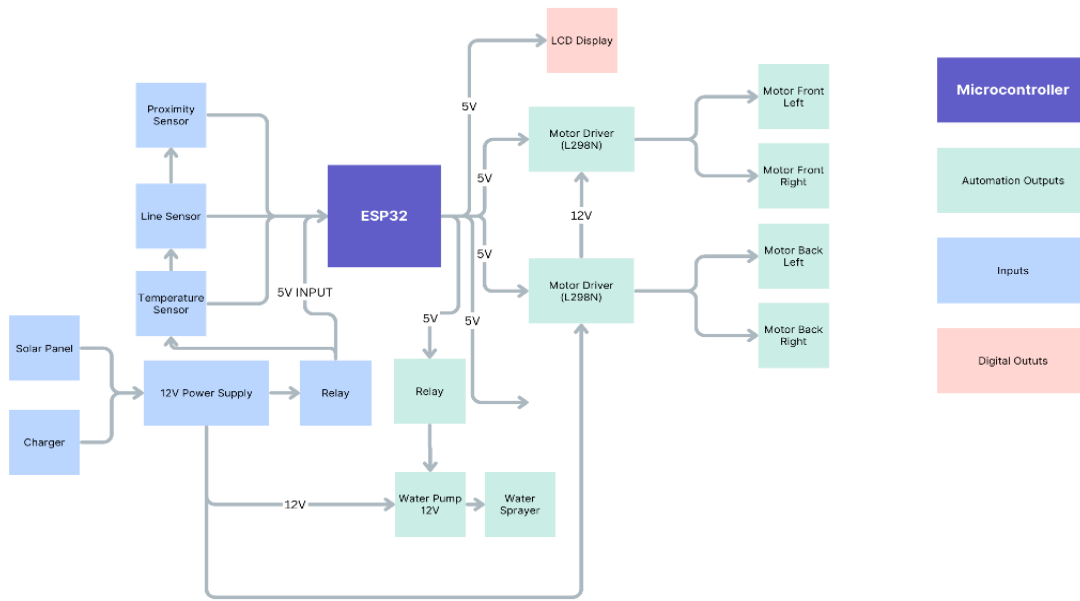 LCD Display
Microcontroller
Motor Front
Left
Proximity
Sensor
5V
Motor Driver
(L298N)
Motor Front
Right
Automation Outputs
5V
Line Sensor
ESP32
12V
5V
Motor Back
Left
Inputs
Temperature
Sensor
5V INPUT
Motor Driver
(L298N)
5V
5V
Motor Back
Right
Solar Panel
Digital Oututs
12V Power Supply
Relay
Relay
Charger
12V
Water Pump
12V
Water
Sprayer